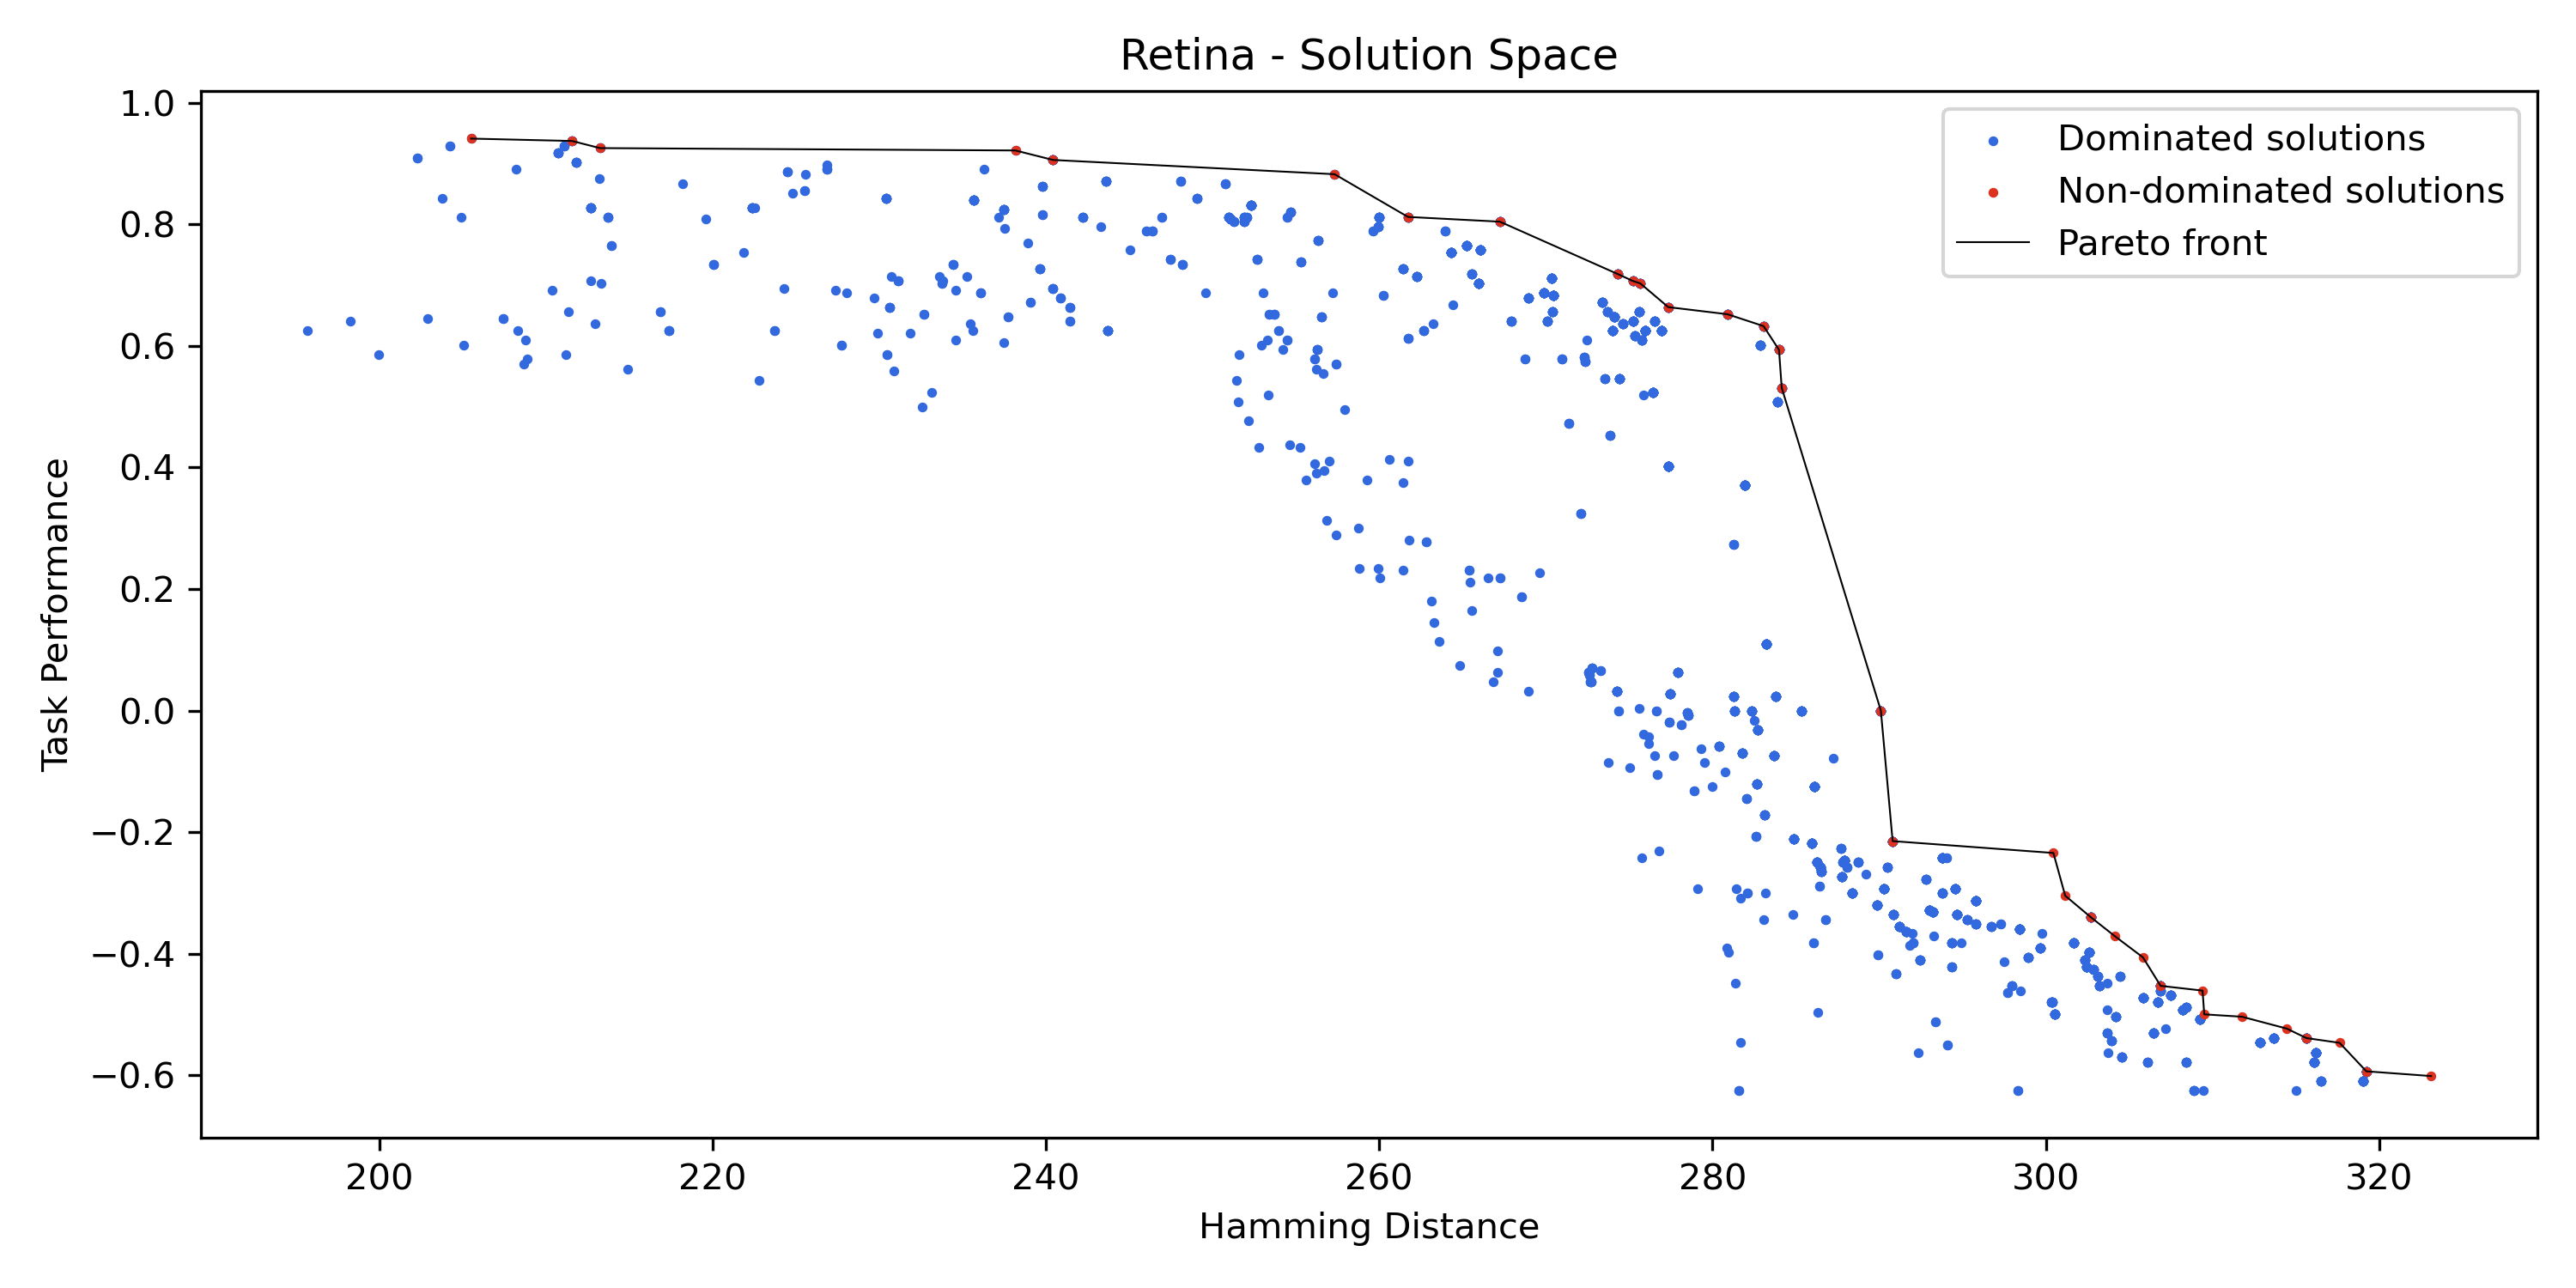 Retina - Solution Space
Dominated solutions
Non-dominated solutions
Pareto front
Task Performance
1.0
0.8
0.6
0.4
0.2
0.0
−0.2
−0.4
−0.6
200 220 240 260 280 300 320
Hamming Distance